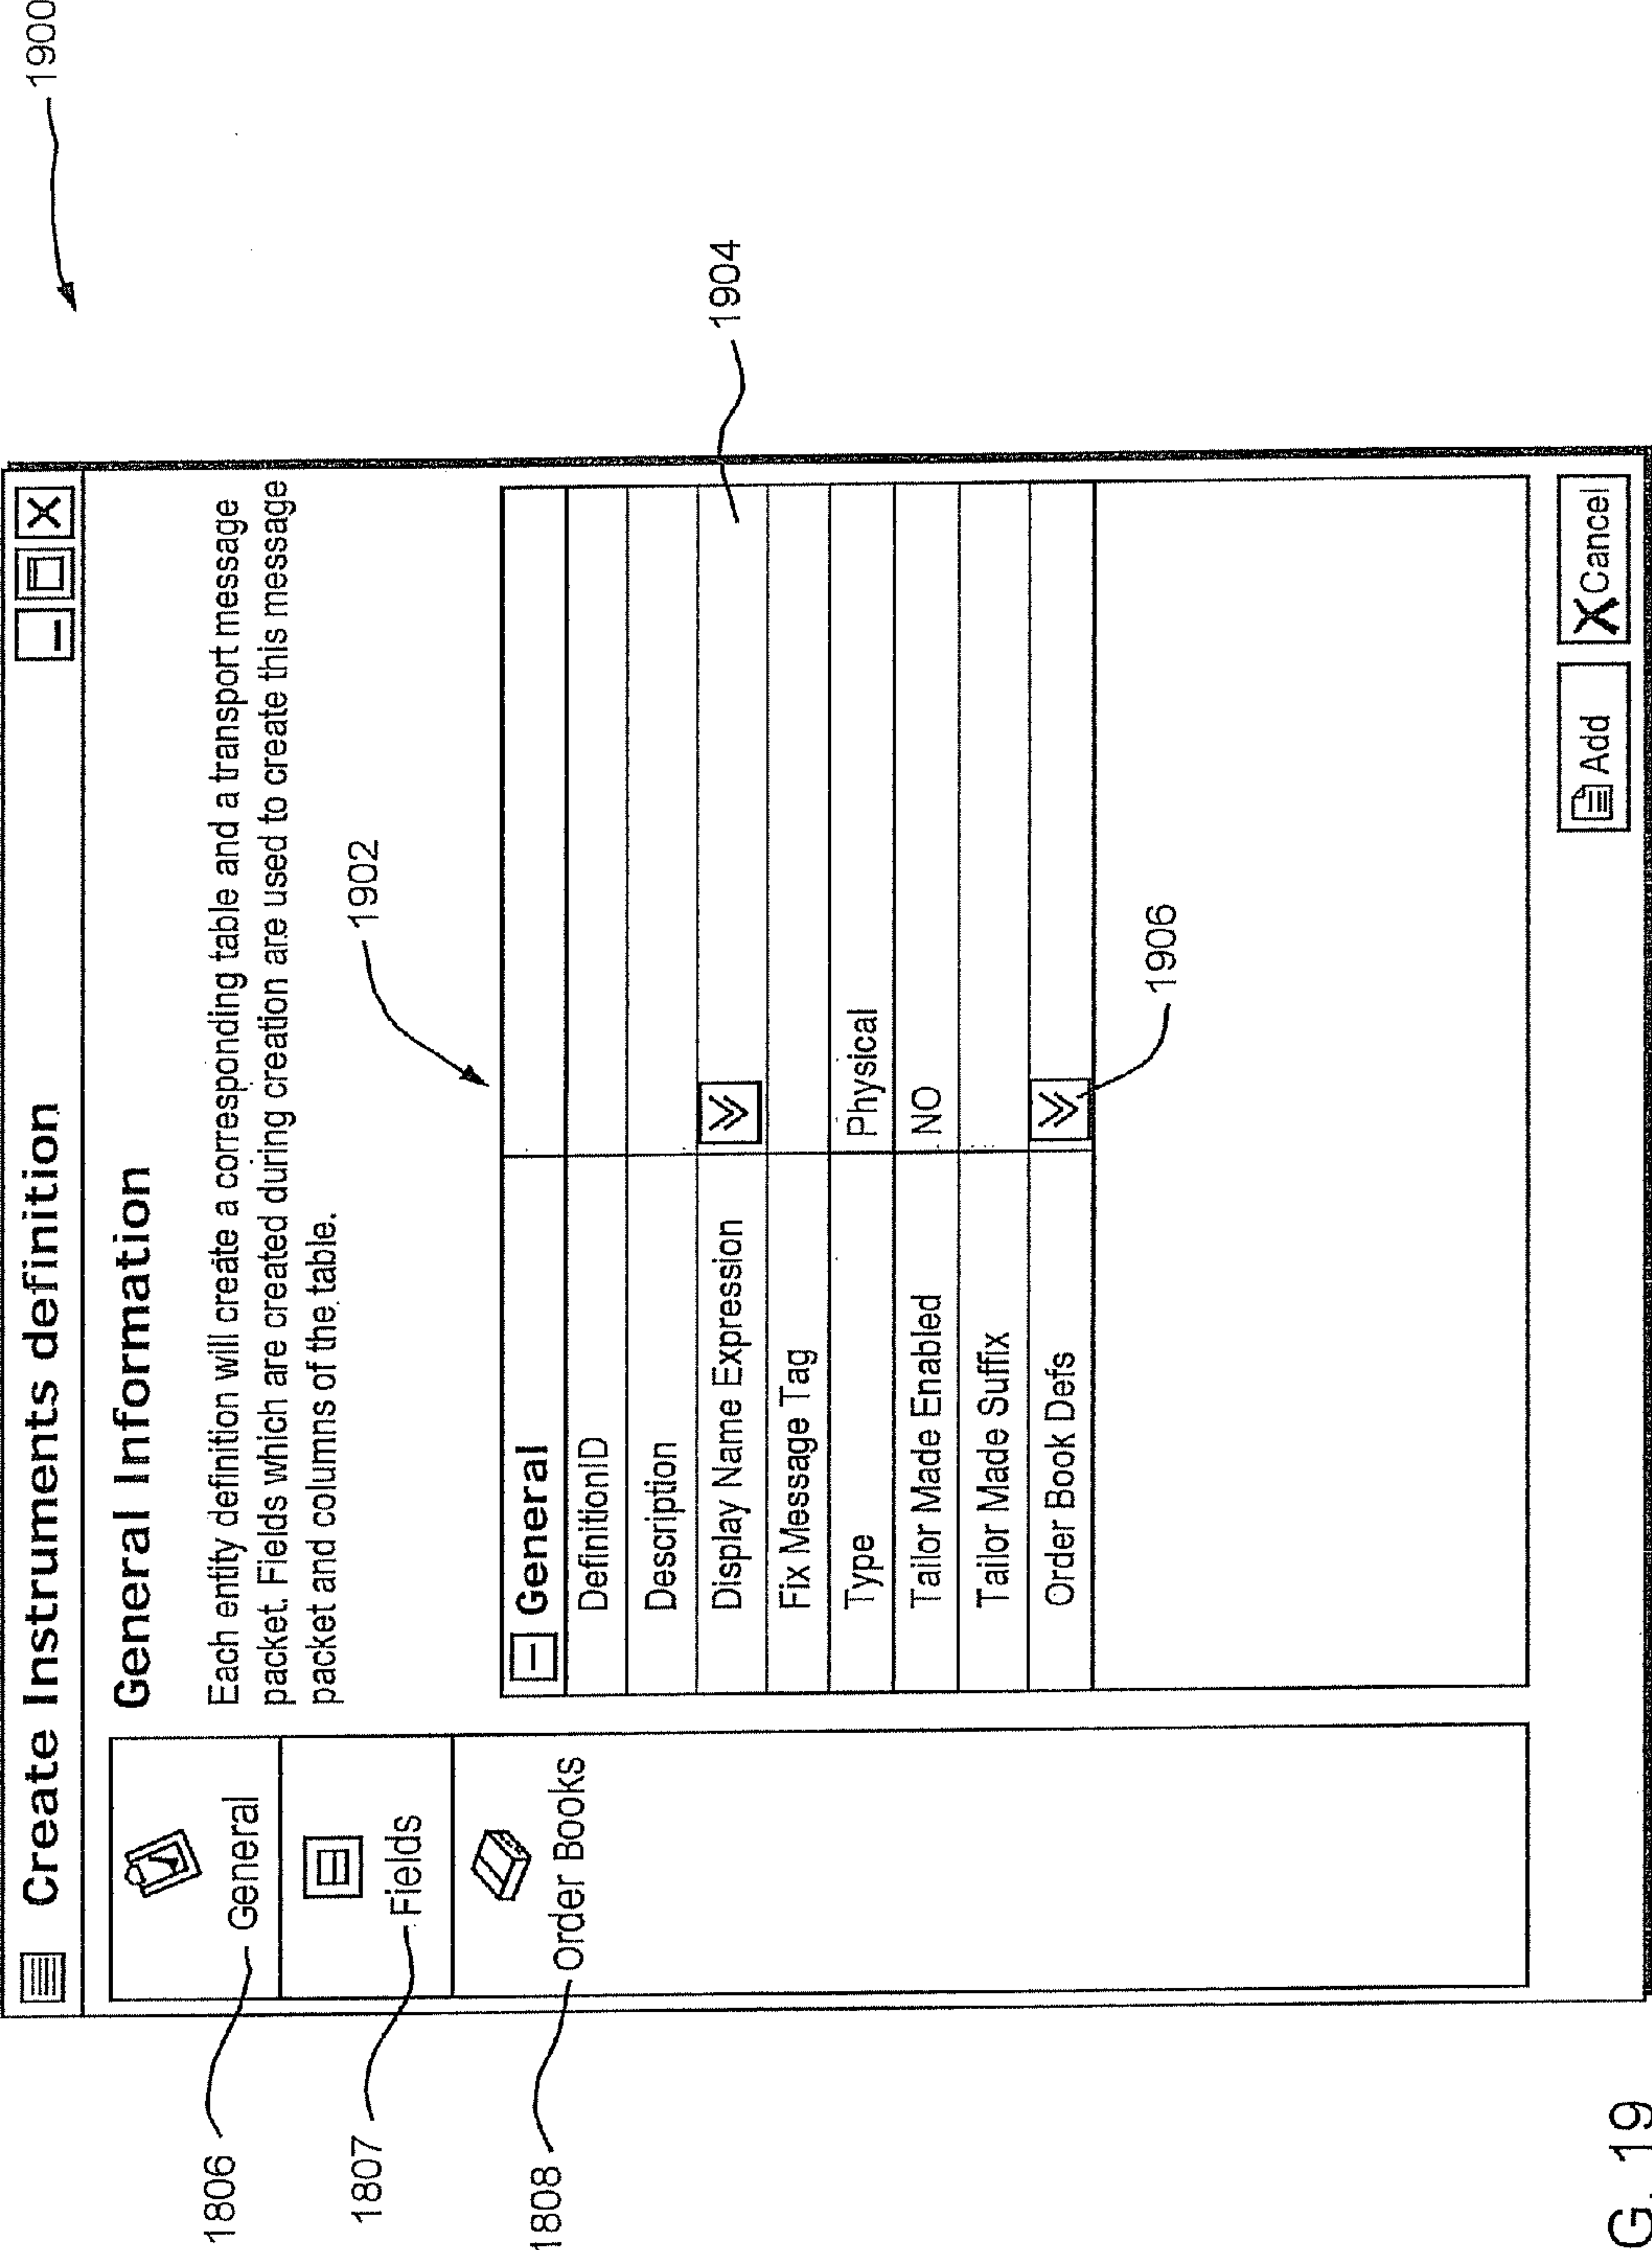 1900
Create Instruments definition
General Information
Each entity definition will create a corresponding table and a transport message
packet. Fields which are created during creation are used to create this message
packet and columns of the table.
1806
General
1807
Fields
1808
Order Books
1902
General
DefinitionID
Description
Display Name Expression
1904
Fix Message Tag
Type Physical
Tailor Made Enabled NO
Tailor Made Suffix
Order Book Defs
1906
Add
X Cancel
G. 19